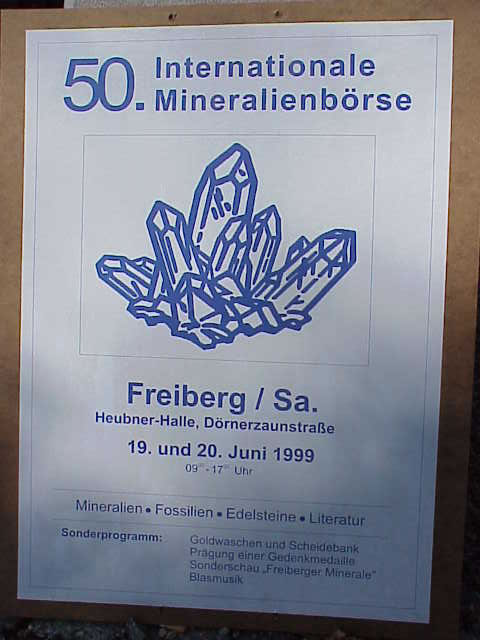 50. Internationale
Mineralienbörse
Freiberg / Sa.
Heubner-Halle, Dörnerzaunstraße
19. und 20. Juni 1999
09⁰⁰ - 17⁰⁰ Uhr
Mineralien • Fossilien • Edelsteine • Literatur
Sonderprogramm: Goldwaschen und Scheidebank
Prägung einer Gedenkmedaille
Sonderschau „Freiberger Minerale"
Blasmusik